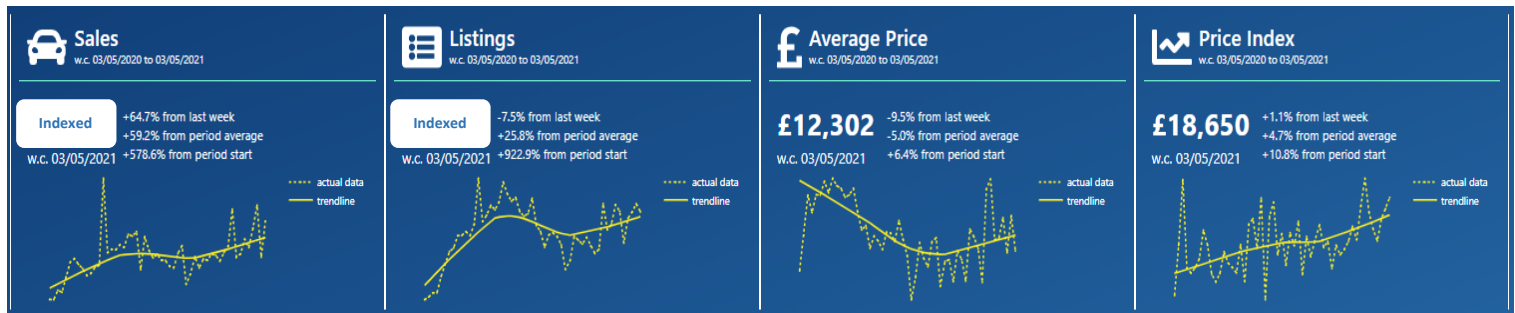 Sales
w.c. 03/05/2020 to 03/05/2021
Indexed
w.c. 03/05/2021
+64.7% from last week
+59.2% from period average
+578.6% from period start
actual data
trendline
Listings
w.c. 03/05/2020 to 03/05/2021
Indexed
w.c. 03/05/2021
-7.5% from last week
+25.8% from period average
+922.9% from period start
actual data
trendline
Average Price
w.c. 03/05/2020 to 03/05/2021
£12,302
w.c. 03/05/2021
-9.5% from last week
-5.0% from period average
+6.4% from period start
actual data
trendline
Price Index
w.c. 03/05/2020 to 03/05/2021
£18,650
w.c. 03/05/2021
+1.1% from last week
+4.7% from period average
+10.8% from period start
actual data
trendline